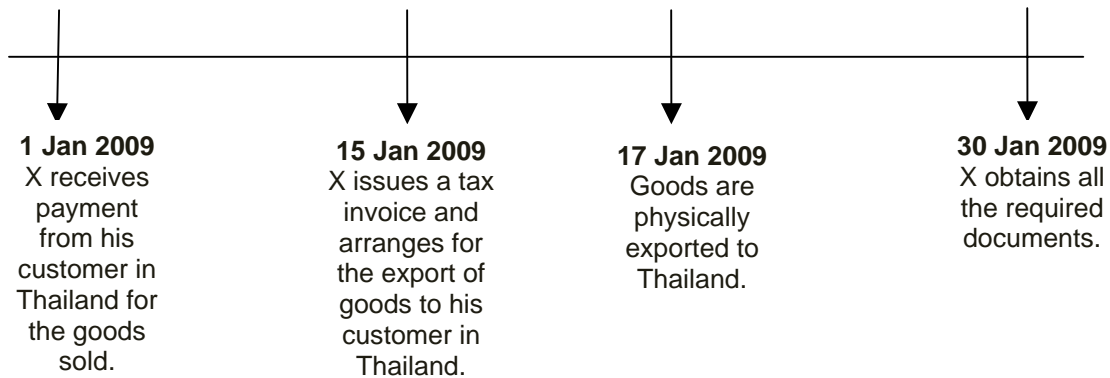 1 Jan 2009
X receives
payment
from his
customer in
Thailand for
the goods
sold.
15 Jan 2009
X issues a tax
invoice and
arranges for
the export of
goods to his
customer in
Thailand.
17 Jan 2009
Goods are
physically
exported to
Thailand.
30 Jan 2009
X obtains all
the required
documents.